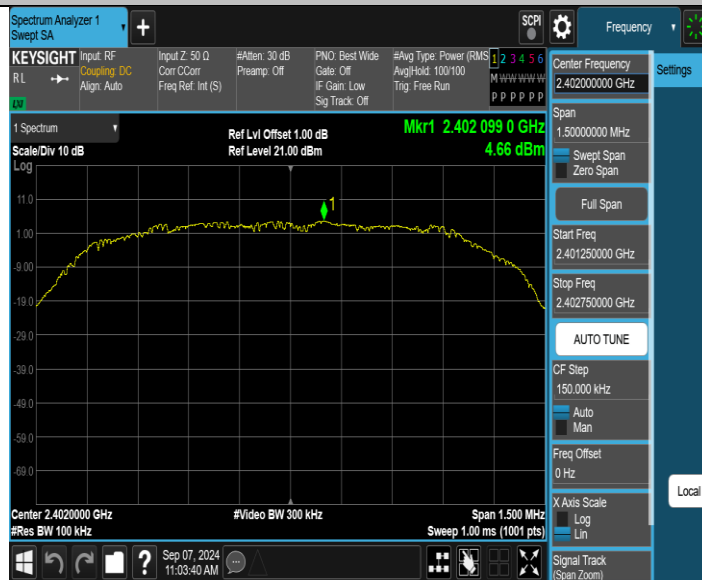 Spectrum Analyzer 1
Swept SA
+
SCPI
Frequency
KEYSIGHT
RL
LXI
Input: RF
Coupling: DC
Align: Auto
Input Z: 50 Ω
Corr CCorr
Freq Ref: Int (S)
#Atten: 30 dB
Preamp: Off
PNO: Best Wide
Gate: Off
IF Gain: Low
Sig Track: Off
#Avg Type: Power (RMS
Avg|Hold: 100/100
Trig: Free Run
1 2 3 4 5 6
M W W W W W
P P P P P P
1 Spectrum
Scale/Div 10 dB
Log
Ref Lvl Offset 1.00 dB
Ref Level 21.00 dBm
Mkr1 2.402 099 0 GHz
4.66 dBm
1
11.0
1.00
-9.00
-19.0
-29.0
-39.0
-49.0
-59.0
-69.0
Center 2.4020000 GHz
#Res BW 100 kHz
#Video BW 300 kHz
Span 1.500 MHz
Sweep 1.00 ms (1001 pts)
?
Sep 07, 2024
11:03:40 AM
Center Frequency
2.402000000 GHz
Span
1.50000000 MHz
Swept Span
Zero Span
Full Span
Start Freq
2.401250000 GHz
Stop Freq
2.402750000 GHz
AUTO TUNE
CF Step
150.000 kHz
Auto
Man
Freq Offset
0 Hz
X Axis Scale
Log
Lin
Signal Track
(Span Zoom)
Settings
Local